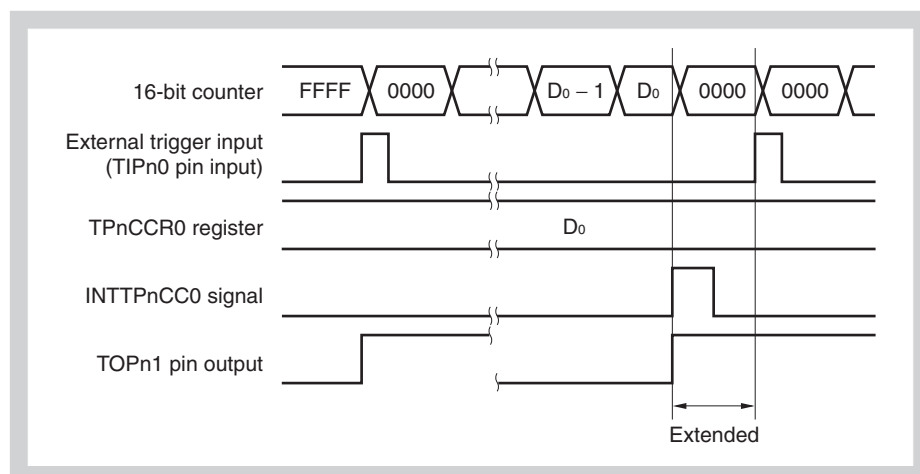 16-bit counter FFFF 0000 D0 − 1 D0 0000 0000
External trigger input
(TIPn0 pin input)
TPnCCR0 register D0
INTTPnCC0 signal
TOPn1 pin output
Extended